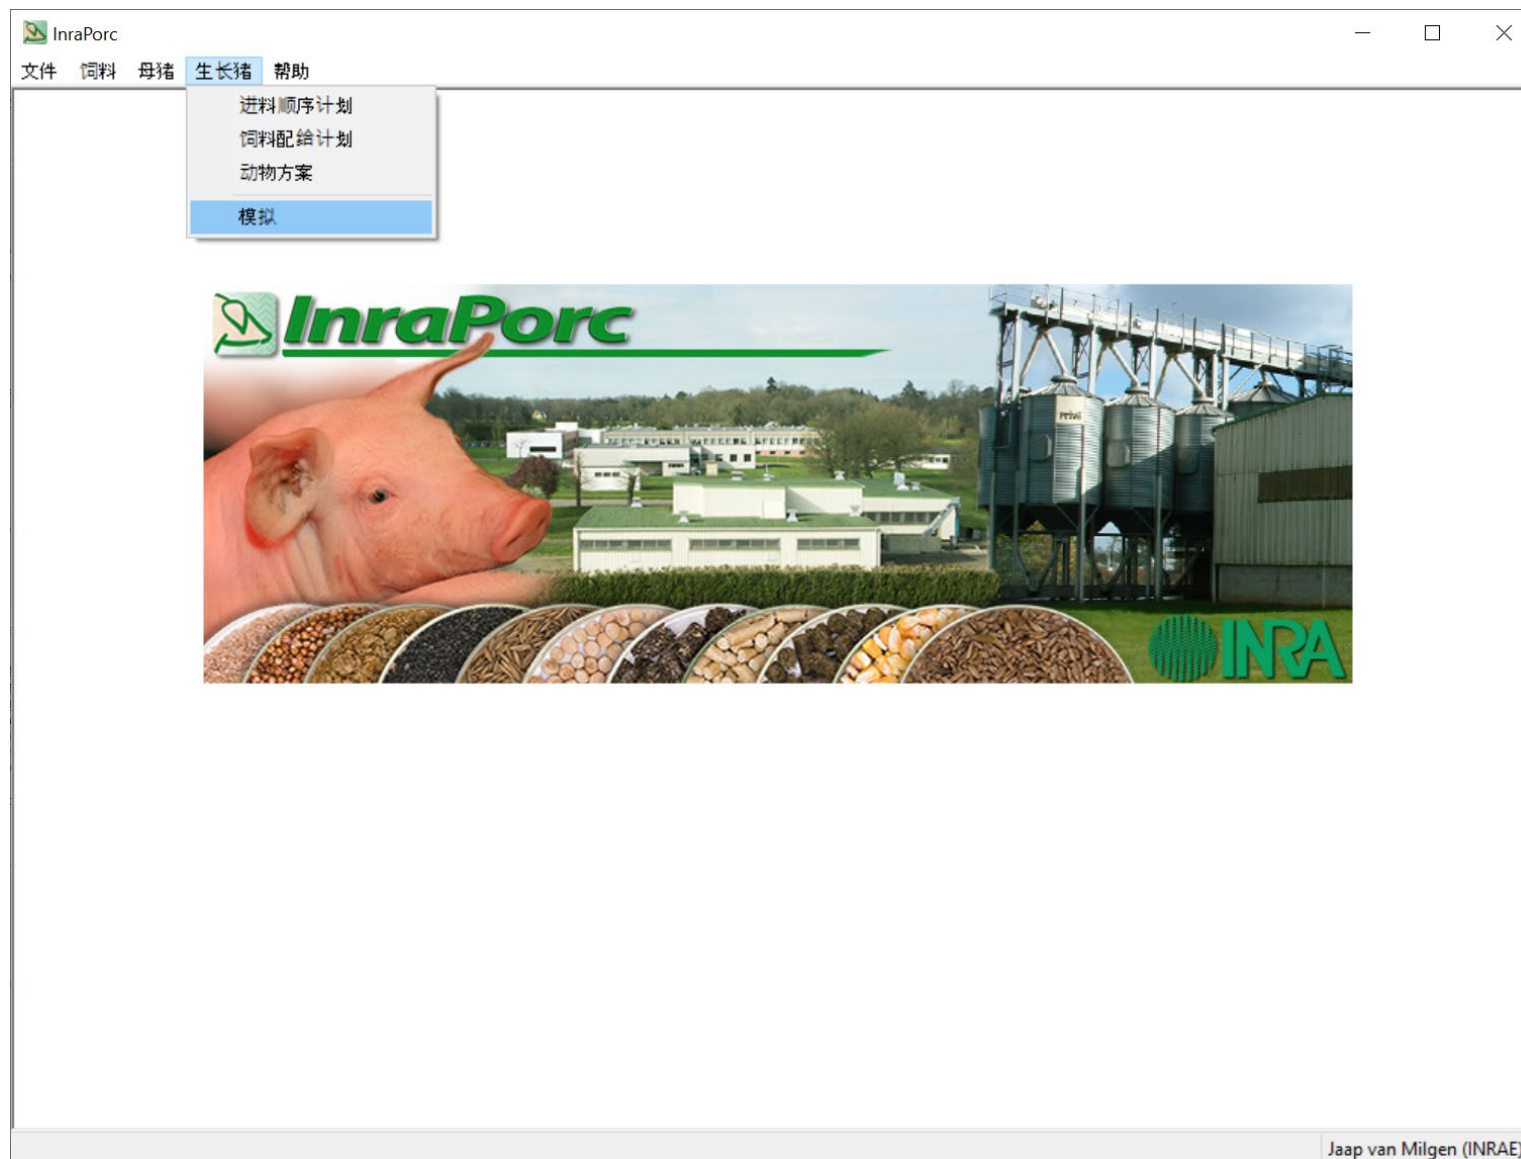 InraPorc
文件 饲料 母猪 生长猪 帮助
进料顺序计划
饲料配给计划
动物方案
模拟
InraPorc
Privé
INRA
Jaap van Milgen (INRAE)